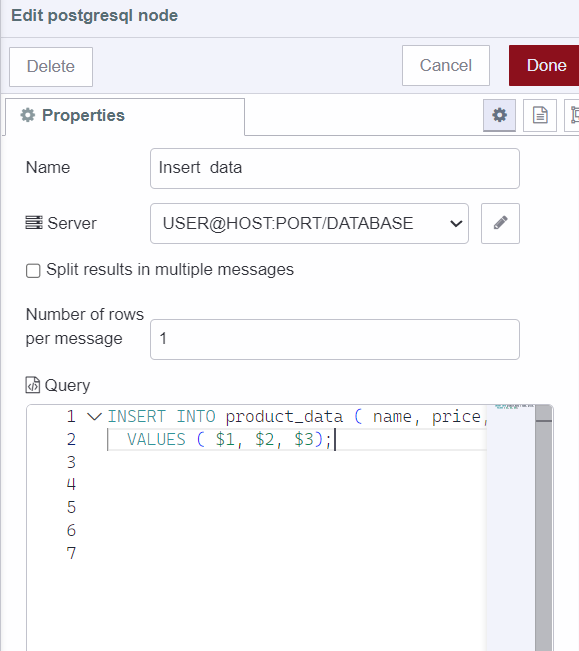 Edit postgresql node
Delete Cancel Done
Properties
Name Insert data
Server USER@HOST:PORT/DATABASE
Split results in multiple messages
Number of rows
per message 1
Query
1 INSERT INTO product_data ( name, price,
2 VALUES ( $1, $2, $3);
3
4
5
6
7